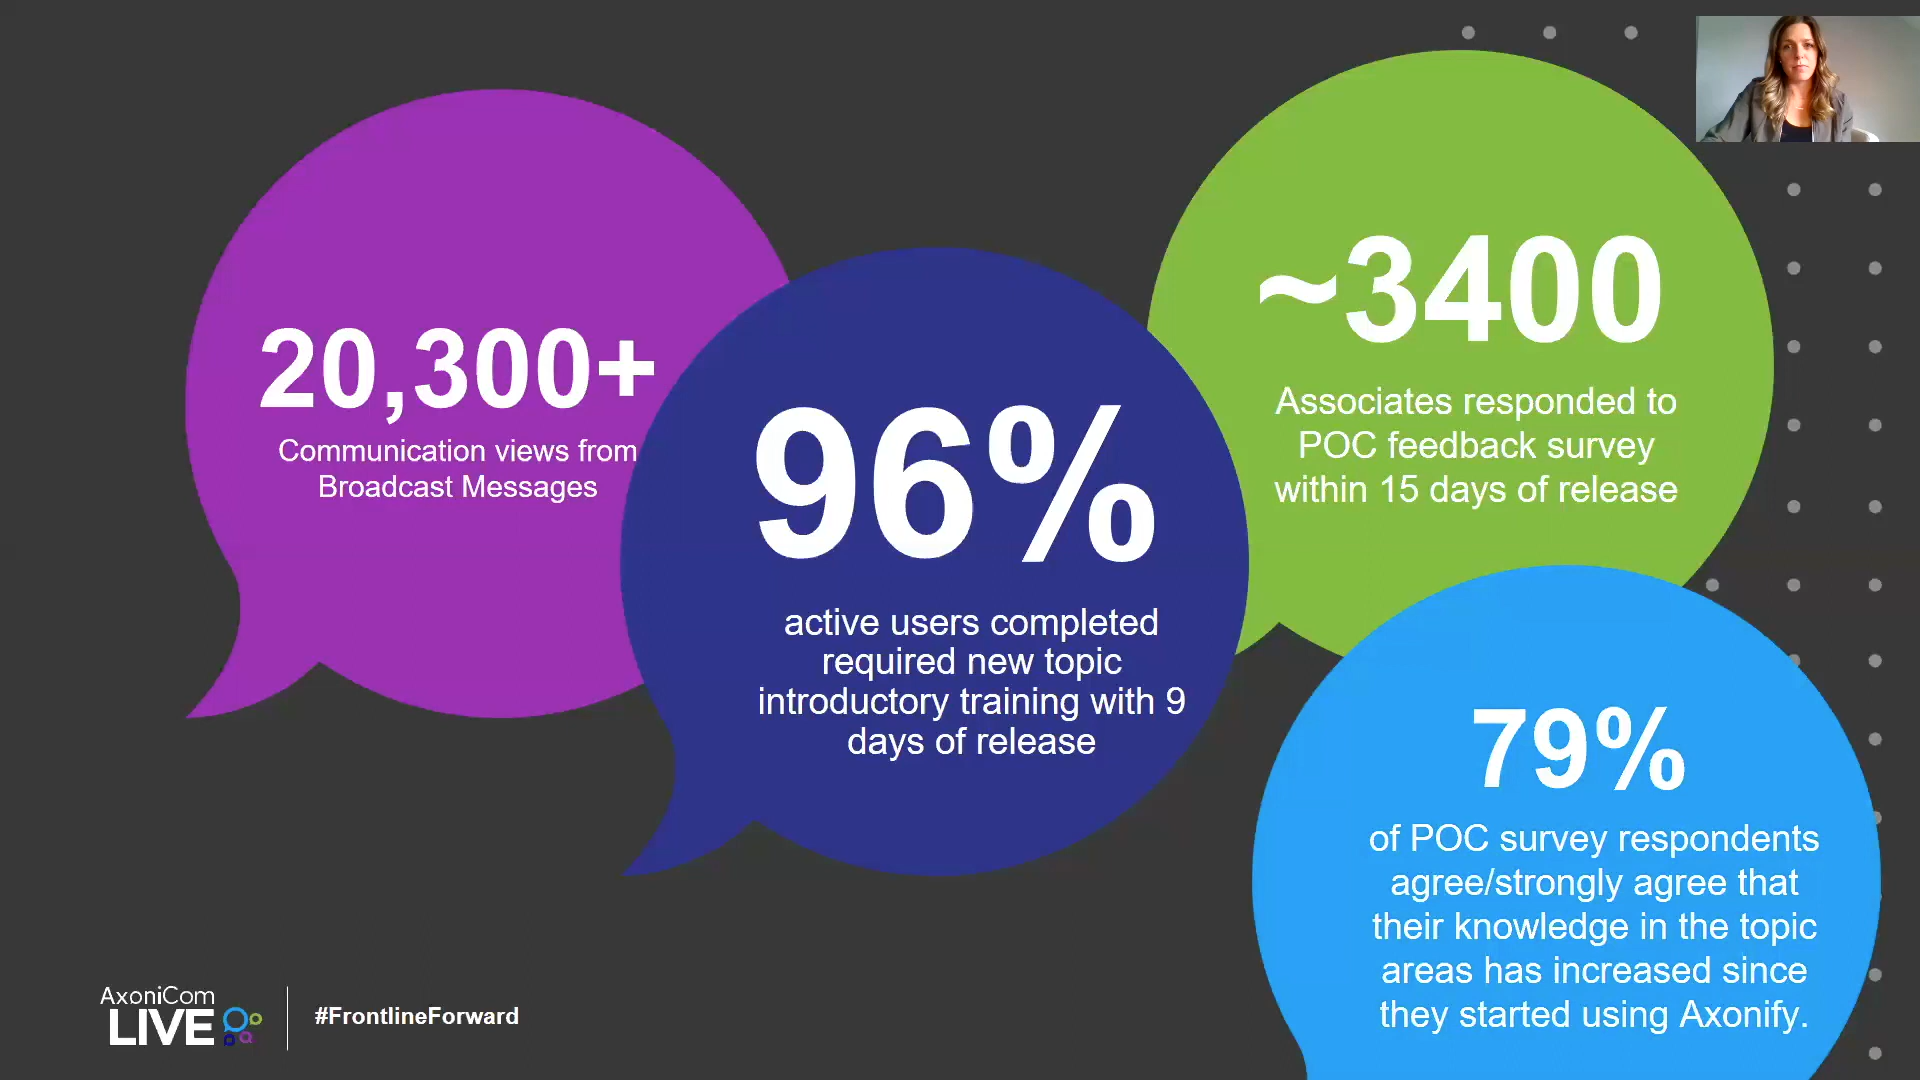 20,300+
Communication views from
Broadcast Messages
96%
active users completed
required new topic
introductory training with 9
days of release
~3400
Associates responded to
POC feedback survey
within 15 days of release
79%
of POC survey respondents
agree/strongly agree that
their knowledge in the topic
areas has increased since
they started using Axonify.
AxoniCom
LIVE
#FrontlineForward